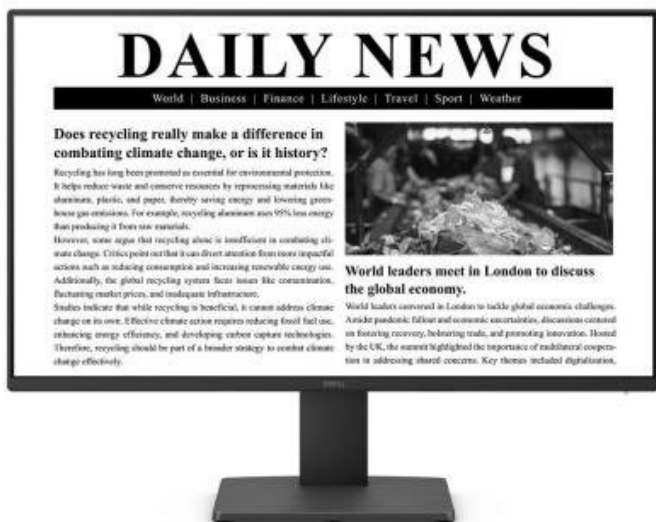 DAILY NEWS
World | Business | Finance | Lifestyle | Travel | Sport | Weather
Does recycling really make a difference in
combating climate change, or is it history?
Recycling has long been promoted as essential for environmental protection.
It helps reduce waste and conserve resources by reprocessing materials like
aluminum, plastic, and paper, thereby saving energy and lowering green-
house gas emissions. For example, recycling aluminum uses 95% less energy
than producing it from raw materials.
However, some argue that recycling alone is insufficient in combating cli-
mate change. Critics point out that it can divert attention from more impactful
actions such as reducing consumption and increasing renewable energy use.
Additionally, the global recycling system faces issues like contamination,
fluctuating market prices, and inadequate infrastructure.
Studies indicate that while recycling is beneficial, it cannot address climate
change on its own. Effective climate action requires reducing fossil fuel use,
enhancing energy efficiency, and developing carbon capture technologies.
Therefore, recycling should be part of a broader strategy to combat climate
change effectively.
World leaders meet in London to discuss
the global economy.
World leaders convened in London to tackle global economic challenges.
Amidst pandemic fallout and economic uncertainties, discussions centered
on fostering recovery, bolstering trade, and promoting innovation. Hosted
by the UK, the summit highlighted the importance of multilateral coopera-
tion in addressing shared concerns. Key themes included digitalization,